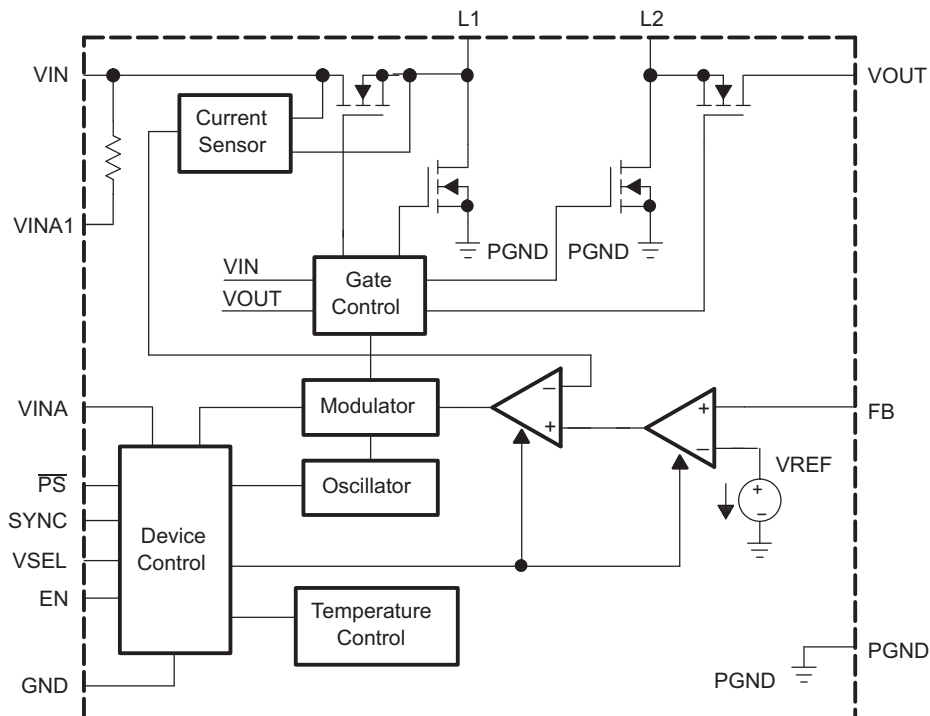 L1
L2
VIN
VOUT
Current
Sensor
VINA1
PGND
PGND
VIN
VOUT
Gate
Control
VINA
Modulator
−
+
+
−
FB
VREF
+
−
PS
Oscillator
SYNC
Device
Control
VSEL
EN
Temperature
Control
GND
PGND
PGND